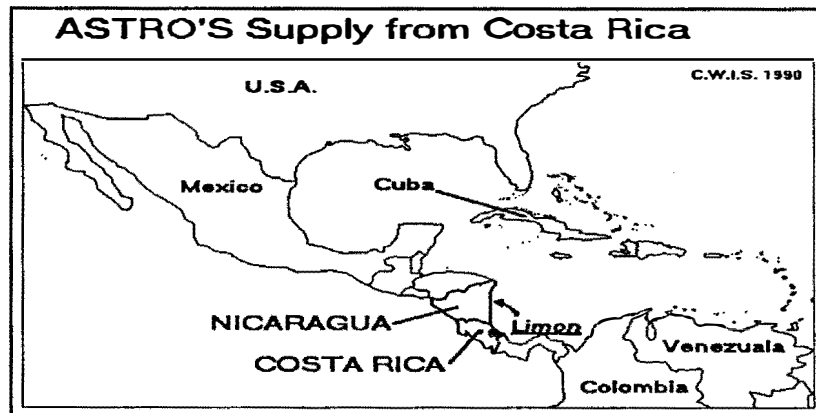 ASTRO'S Supply from Costa Rica
C.W.I.S. 1990
U.S.A.
Mexico
Cuba
NICARAGUA
Limon
COSTA RICA
Venezuala
Colombia